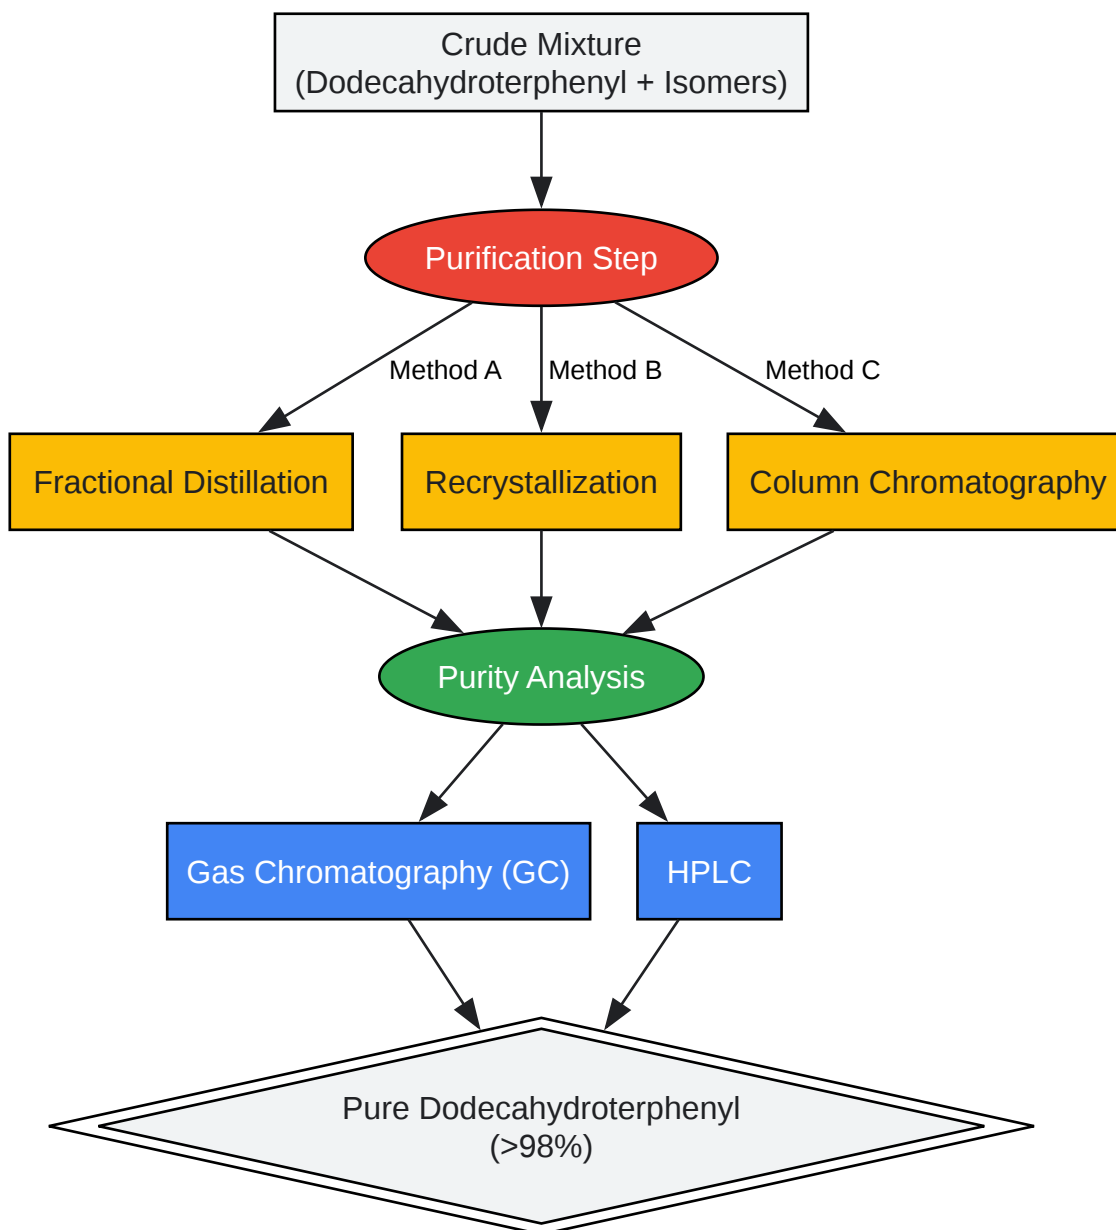 Crude Mixture
(Dodecahydroterphenyl + Isomers)
Purification Step
Method A
Method B
Method C
Fractional Distillation
Recrystallization
Column Chromatography
Purity Analysis
Gas Chromatography (GC)
HPLC
Pure Dodecahydroterphenyl
(>98%)